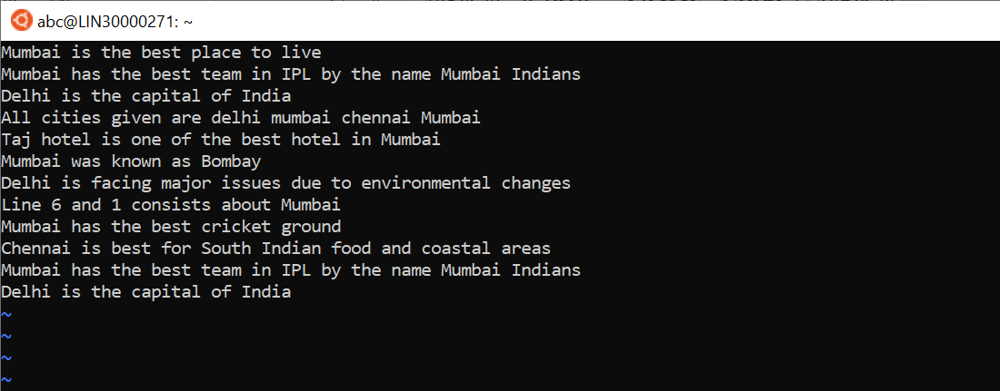 abc@LIN30000271: ~
Mumbai is the best place to live
Mumbai has the best team in IPL by the name Mumbai Indians
Delhi is the capital of India
All cities given are delhi mumbai chennai Mumbai
Taj hotel is one of the best hotel in Mumbai
Mumbai was known as Bombay
Delhi is facing major issues due to environmental changes
Line 6 and 1 consists about Mumbai
Mumbai has the best cricket ground
Chennai is best for South Indian food and coastal areas
Mumbai has the best team in IPL by the name Mumbai Indians
Delhi is the capital of India
~
~
~
~